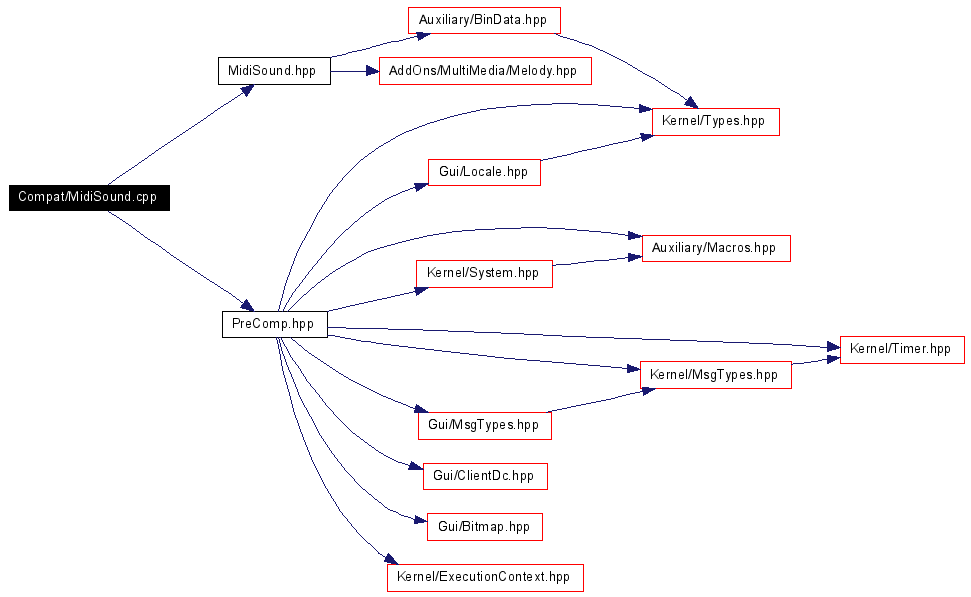 Auxiliary/BinData.hpp
MidiSound.hpp
AddOns/MultiMedia/Melody.hpp
Kernel/Types.hpp
Gui/Locale.hpp
Compat/MidiSound.cpp
Auxiliary/Macros.hpp
Kernel/System.hpp
PreComp.hpp
Kernel/Timer.hpp
Kernel/MsgTypes.hpp
Gui/MsgTypes.hpp
Gui/ClientDc.hpp
Gui/Bitmap.hpp
Kernel/ExecutionContext.hpp